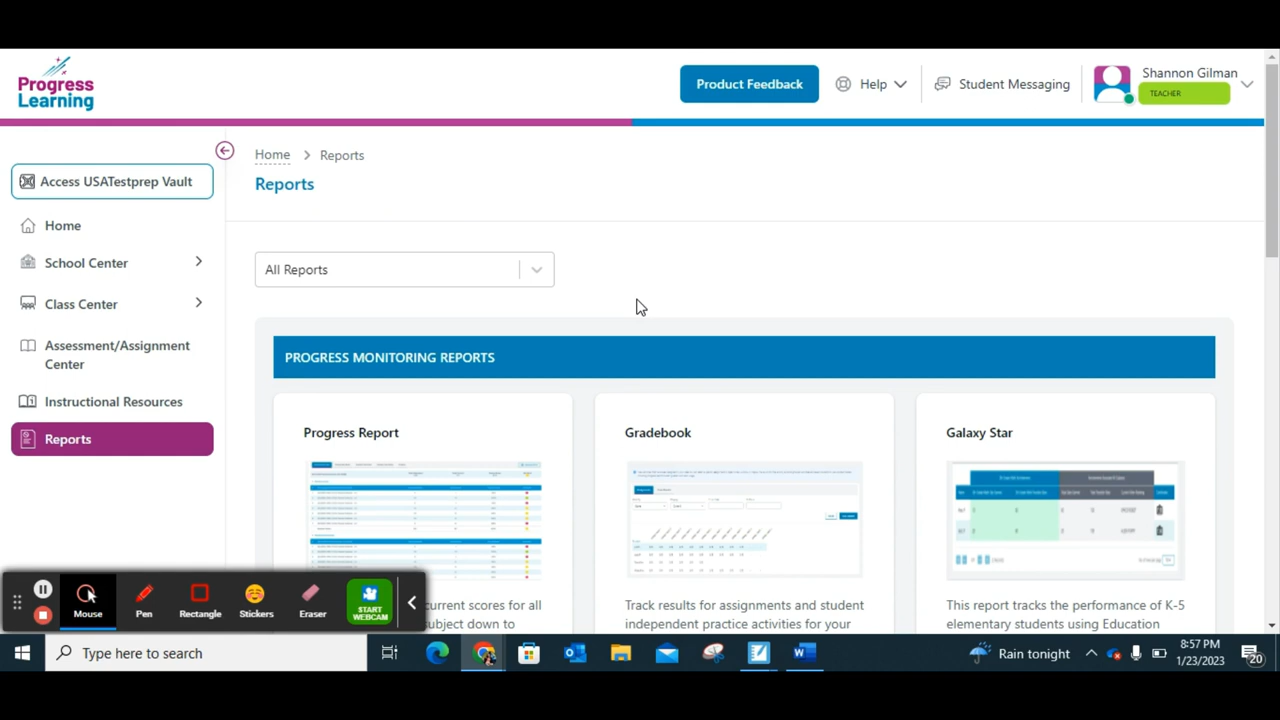 Progress
Learning
Product Feedback
Help
Student Messaging
Shannon Gilman
TEACHER
Access USATestprep Vault
Home
School Center
Class Center
Assessment/Assignment
Center
Instructional Resources
Reports
Home > Reports
Reports
All Reports
PROGRESS MONITORING REPORTS
Progress Report
current scores for all
subject down to
Gradebook
Track results for assignments and student
independent practice activities for your
Galaxy Star
This report tracks the performance of K-5
elementary students using Education
Mouse
Pen
Rectangle
Stickers
Eraser
START
WEBCAM
Type here to search
Rain tonight
8:57 PM
1/23/2023
20